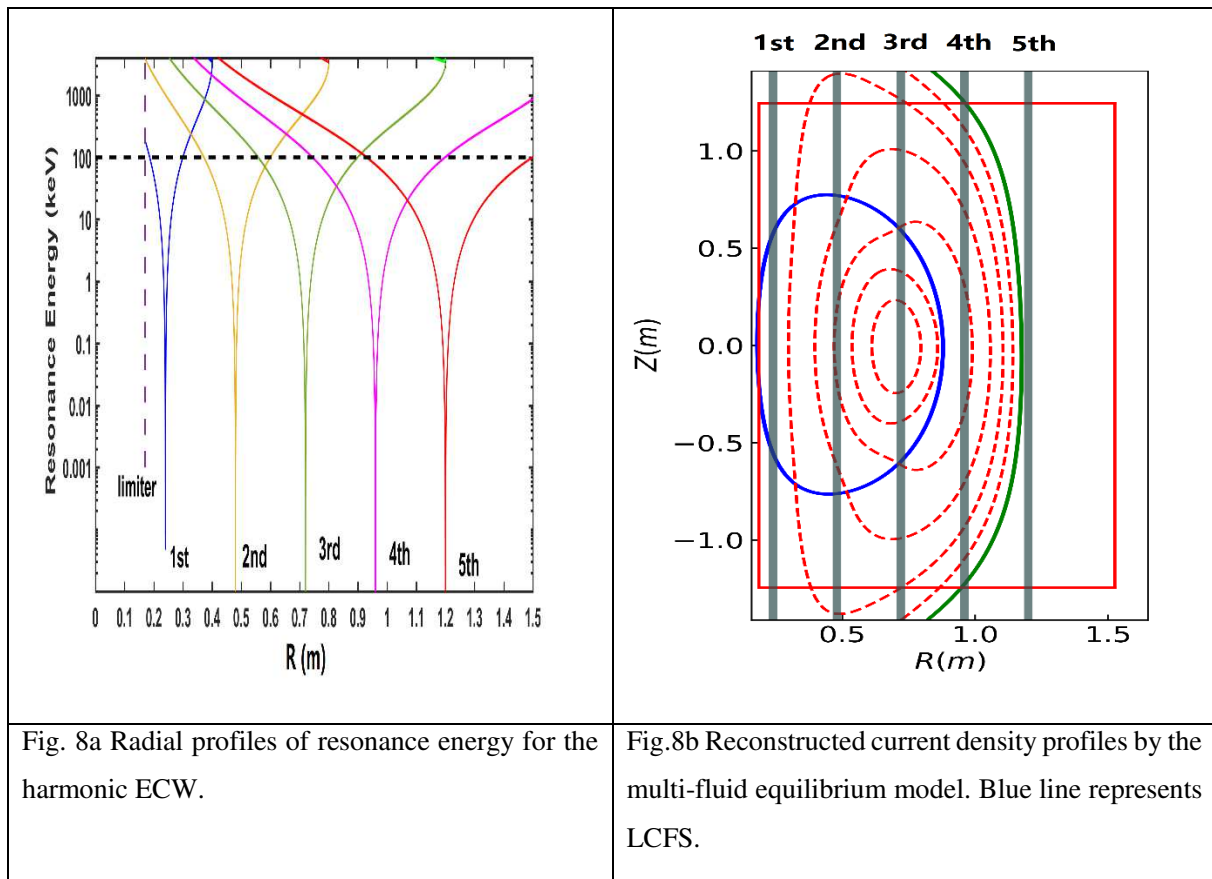 1000
100
10
1
0.1
0.01
0.001
Resonance Energy (keV)
limiter
1st
2nd
3rd
4th
5th
0 0.1 0.2 0.3 0.4 0.5 0.6 0.7 0.8 0.9 1.0 1.1 1.2 1.3 1.4 1.5
R (m)
1st 2nd 3rd 4th 5th
1.0
0.5
0.0
−0.5
−1.0
Z(m)
0.5 1.0 1.5
R(m)
Fig. 8a Radial profiles of resonance energy for the
harmonic ECW.
Fig.8b Reconstructed current density profiles by the
multi-fluid equilibrium model. Blue line represents
LCFS.